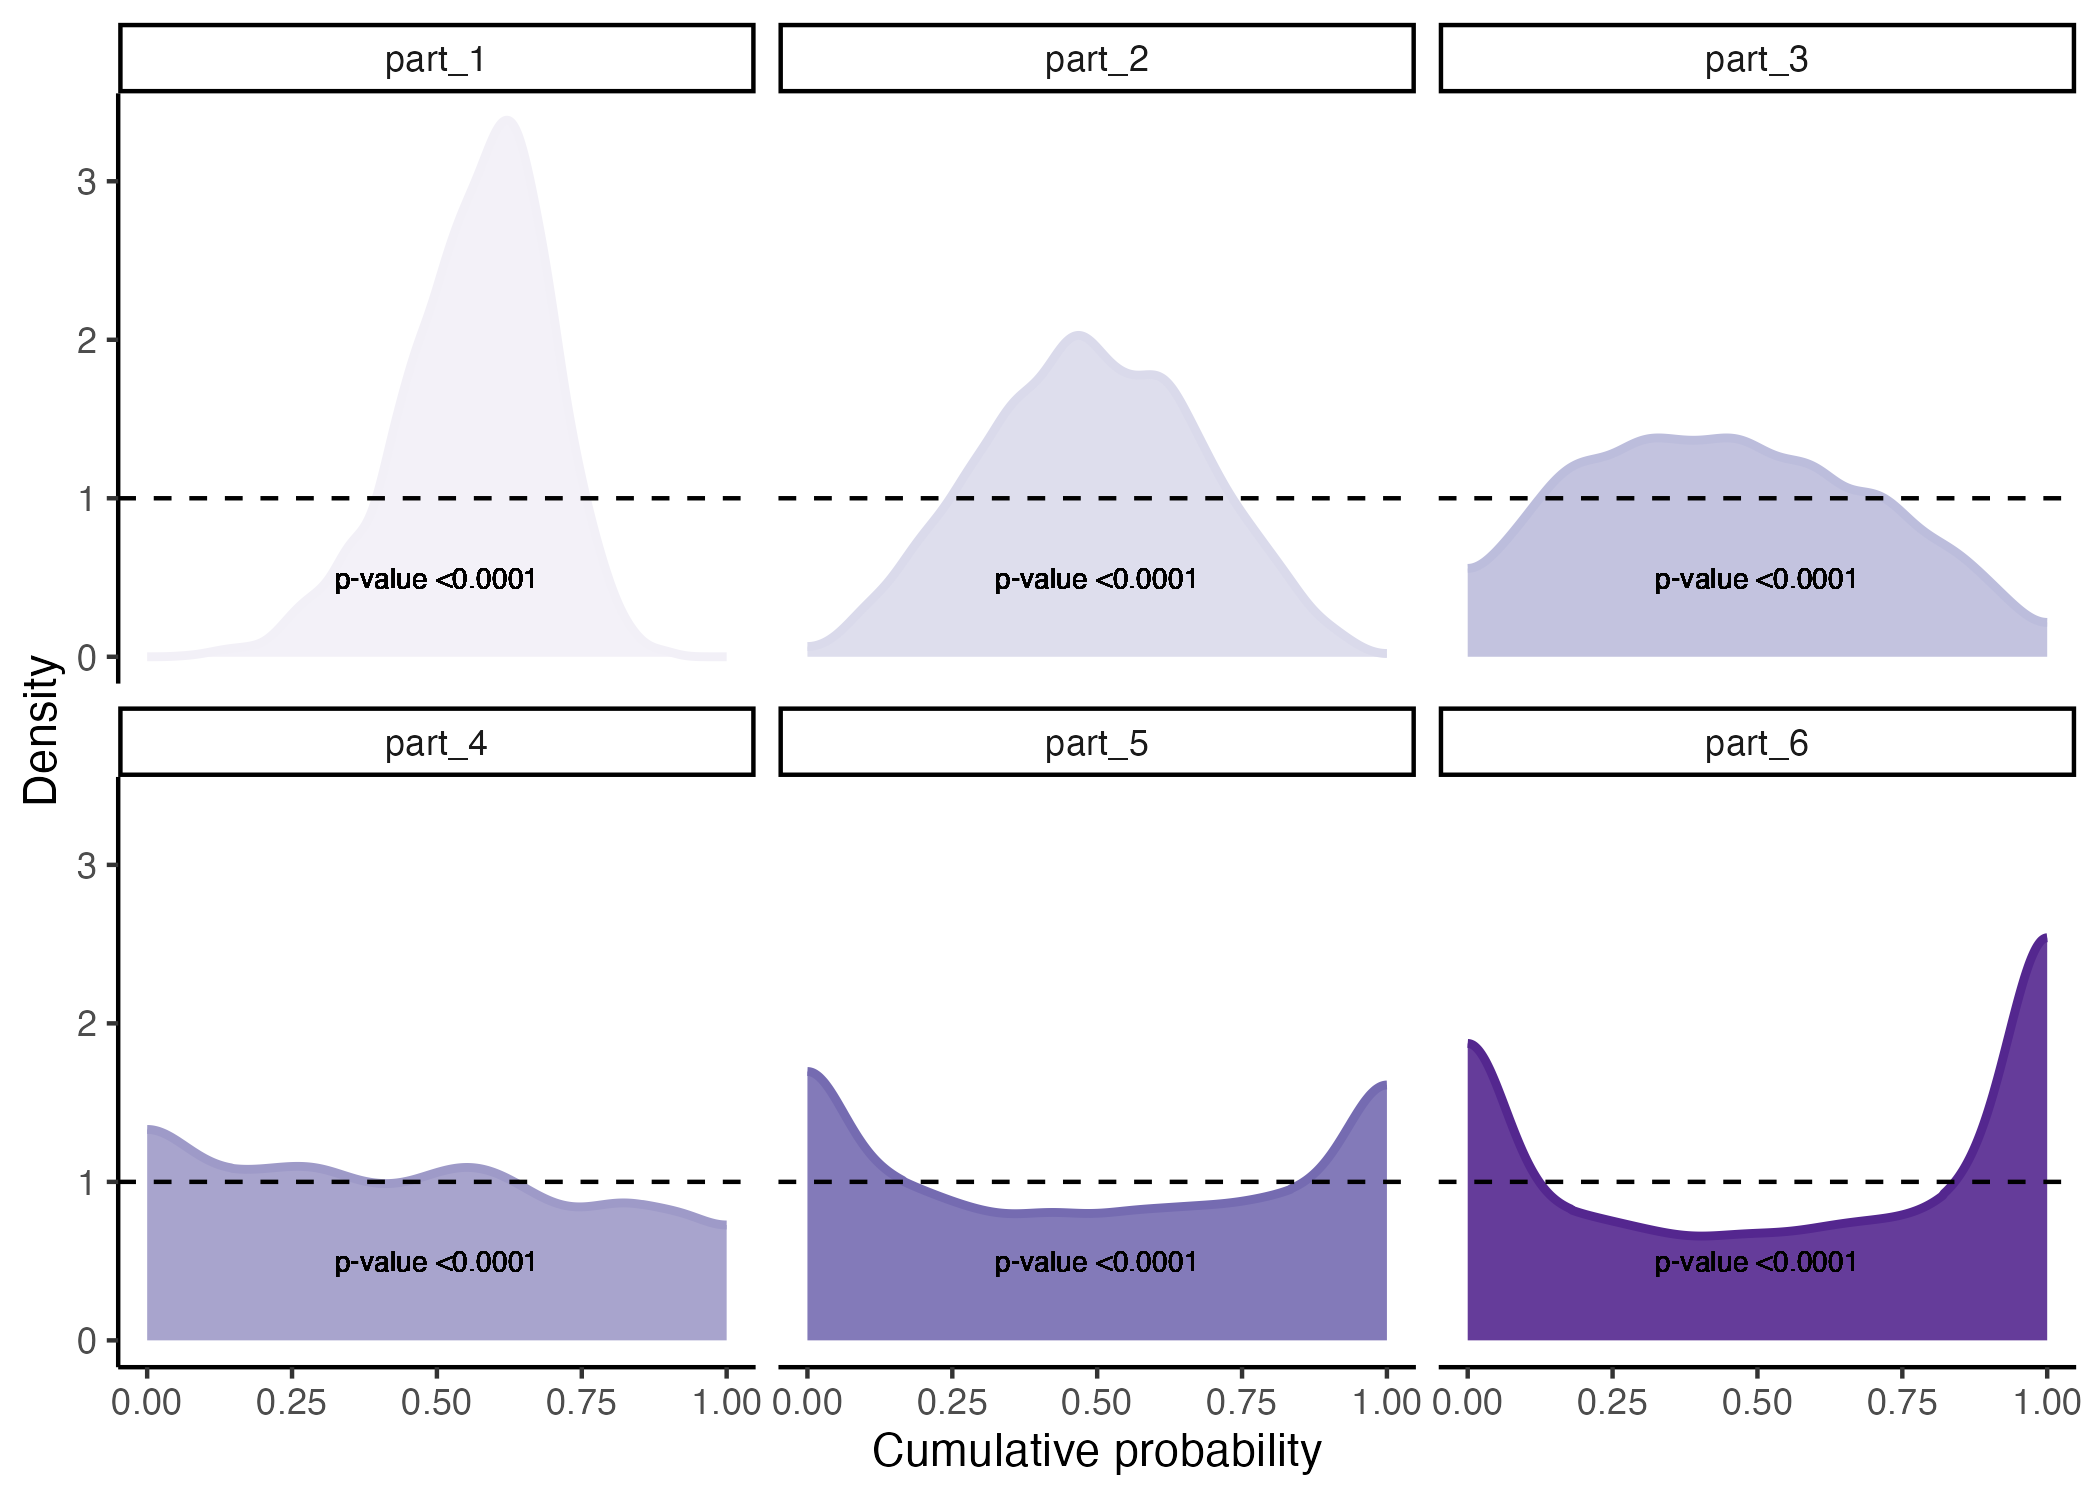 part_1
part_2
part_3
3
2
1
0
p-value <0.0001
p-value <0.0001
p-value <0.0001
Density
part_4
part_5
part_6
3
2
1
0
p-value <0.0001
p-value <0.0001
p-value <0.0001
0.00 0.25 0.50 0.75 1.00
0.00 0.25 0.50 0.75 1.00
0.00 0.25 0.50 0.75 1.00
Cumulative probability